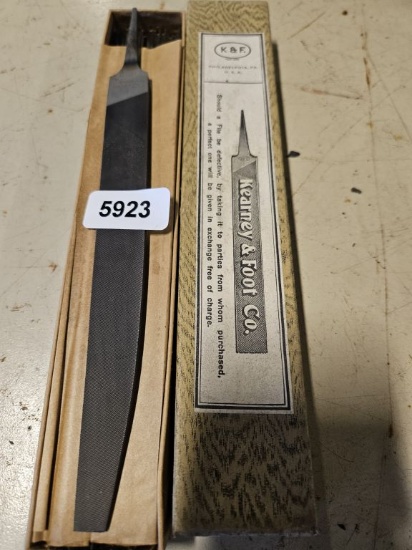 K & F.
U.S.A.
Kearney & Foot Co.
Should a File be defective, by taking it to parties from whom purchased,
a perfect one will be given in exchange free of charge.
5923